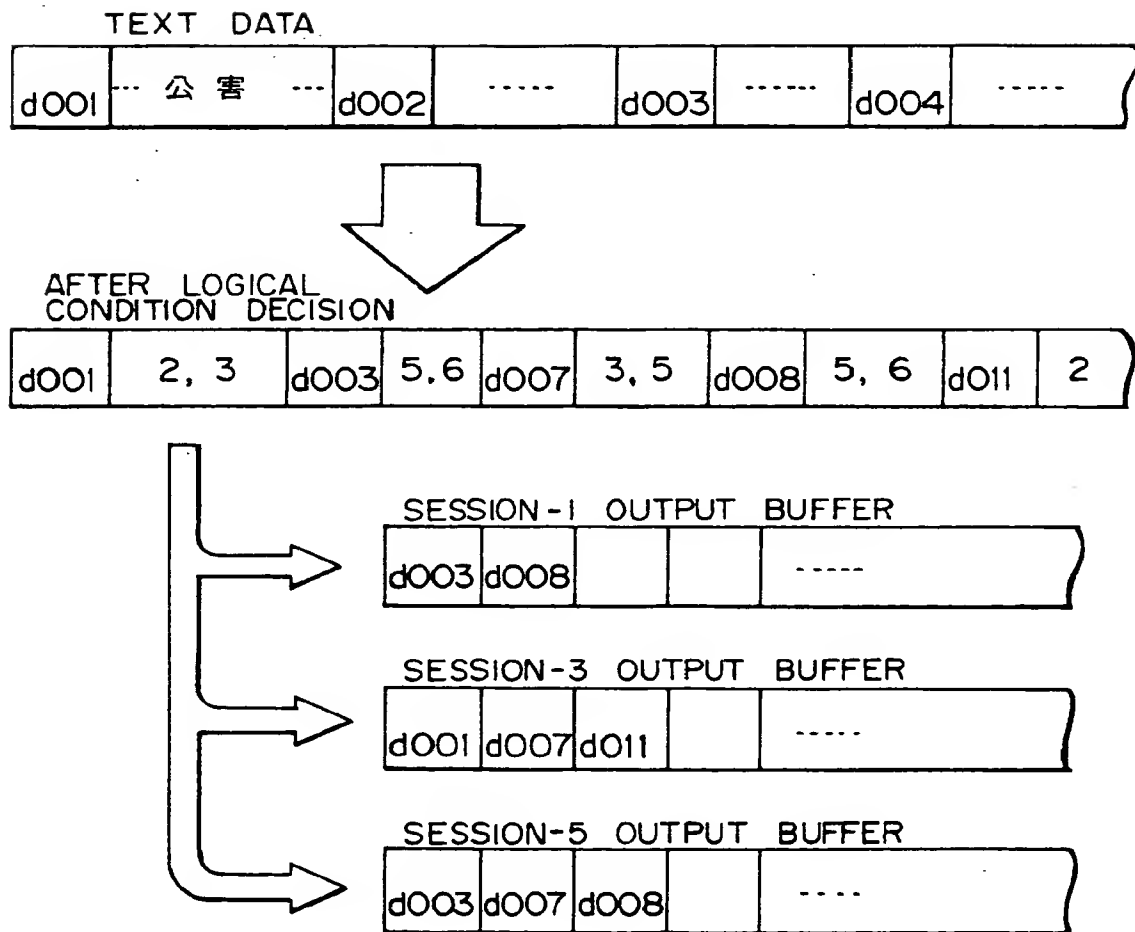 TEXT DATA
d001 --- 公害 --- d002 ----- d003 ------ d004 -----
AFTER LOGICAL
CONDITION DECISION
d001 2, 3 d003 5,6 d007 3, 5 d008 5, 6 d011 2
SESSION-1 OUTPUT BUFFER
d003 d008 -----
SESSION-3 OUTPUT BUFFER
d001 d007 d011 -----
SESSION-5 OUTPUT BUFFER
d003 d007 d008 ----